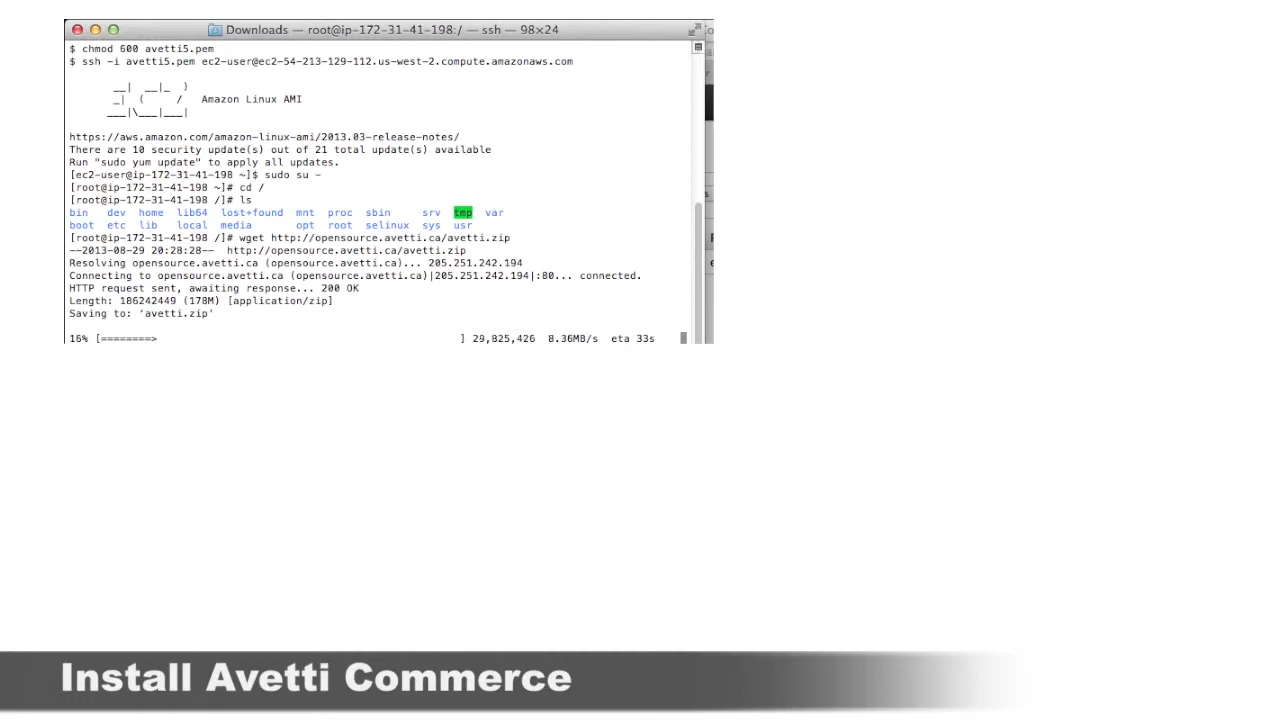 Downloads — root@ip-172-31-41-198:/ — ssh — 98×24
$ chmod 600 avetti5.pem
$ ssh -i avetti5.pem ec2-user@ec2-54-213-129-112.us-west-2.compute.amazonaws.com
__|  __|_  )
_|  (     /   Amazon Linux AMI
___|\___|___|
https://aws.amazon.com/amazon-linux-ami/2013.03-release-notes/
There are 10 security update(s) out of 21 total update(s) available
Run "sudo yum update" to apply all updates.
[ec2-user@ip-172-31-41-198 ~]$ sudo su -
[root@ip-172-31-41-198 ~]# cd /
[root@ip-172-31-41-198 /]# ls
bin   dev  home  lib64  lost+found  mnt  proc  sbin     srv  tmp  var
boot  etc  lib   local  media       opt  root  selinux  sys  usr
[root@ip-172-31-41-198 /]# wget http://opensource.avetti.ca/avetti.zip
--2013-08-29 20:28:28--  http://opensource.avetti.ca/avetti.zip
Resolving opensource.avetti.ca (opensource.avetti.ca)... 205.251.242.194
Connecting to opensource.avetti.ca (opensource.avetti.ca)|205.251.242.194|:80... connected.
HTTP request sent, awaiting response... 200 OK
Length: 186242449 (178M) [application/zip]
Saving to: ‘avetti.zip’
16% [========>                                                ] 29,825,426  8.36MB/s  eta 33s
Install Avetti Commerce